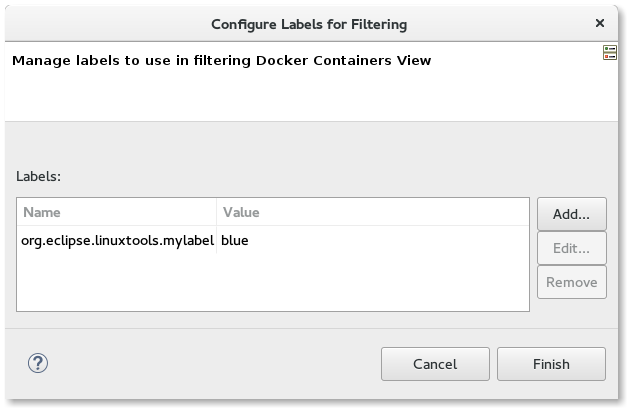 Configure Labels for Filtering
Manage labels to use in filtering Docker Containers View
Labels:
Name Value
org.eclipse.linuxtools.mylabel blue
Add...
Edit...
Remove
Cancel Finish